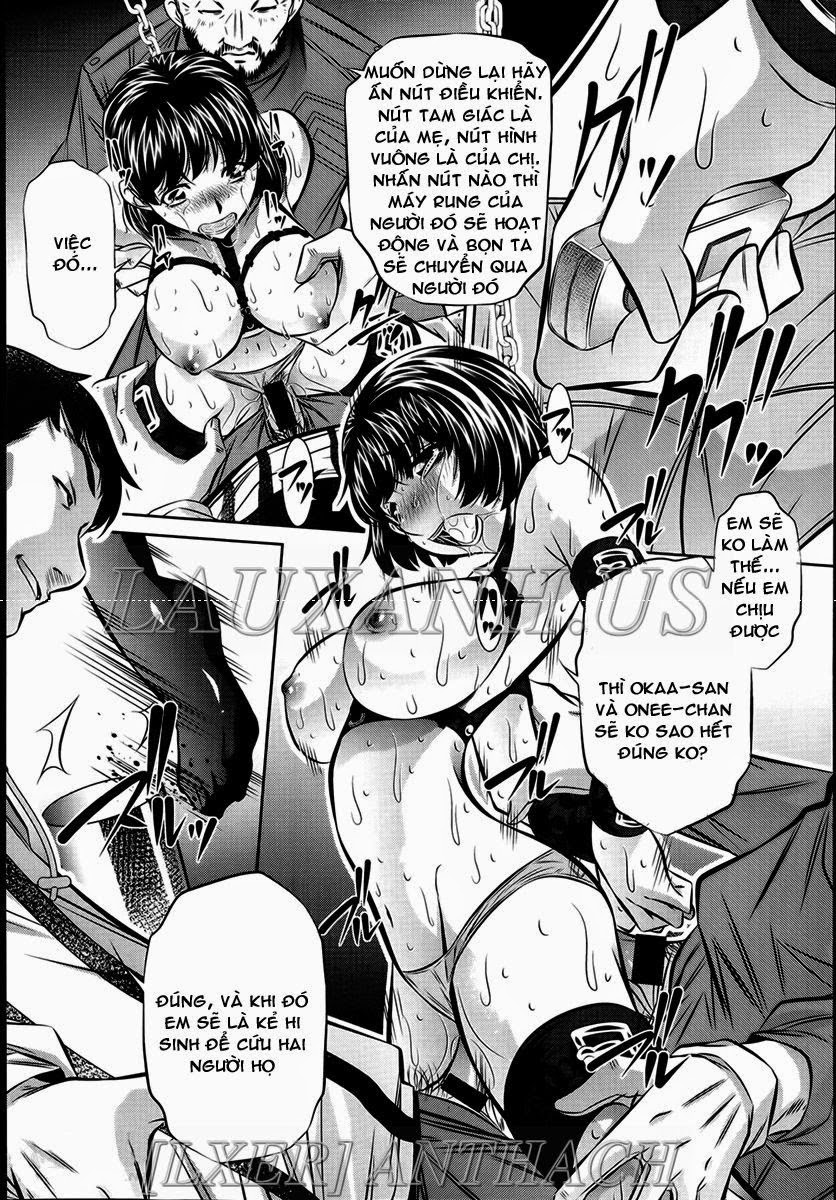 MUỐN DỪNG LẠI HÃY
ẤN NÚT ĐIỀU KHIỂN.
NÚT TAM GIÁC LÀ
CỦA MẸ, NÚT HÌNH
VUÔNG LÀ CỦA CHỊ.
NHẤN NÚT NÀO THÌ
MÁY RUNG CỦA
NGƯỜI ĐÓ SẼ HOẠT
ĐỘNG VÀ BỌN TA
SẼ CHUYỂN QUA
NGƯỜI ĐÓ
VIỆC
ĐÓ...
EM SẼ
KO LÀM
THẾ...
NẾU EM
CHỊU
ĐƯỢC
THÌ OKAA-SAN
VÀ ONEE-CHAN
SẼ KO SAO HẾT
ĐÚNG KO?
LAUXANH.US
ĐÚNG, VÀ KHI ĐÓ
EM SẼ LÀ KẺ HI
SINH ĐỂ CỨU HAI
NGƯỜI HỌ
[LXER] ANTHACH